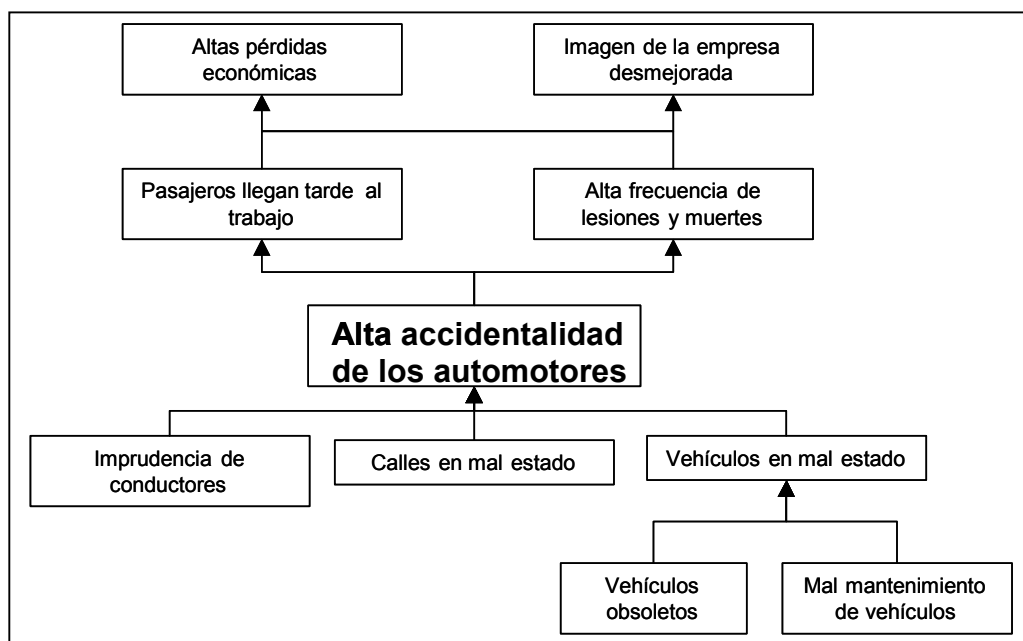 Altas pérdidas
económicas
Imagen de la empresa
desmejorada
Pasajeros llegan tarde al
trabajo
Alta frecuencia de
lesiones y muertes
Alta accidentalidad
de los automotores
Imprudencia de
conductores
Calles en mal estado
Vehículos en mal estado
Vehículos
obsoletos
Mal mantenimiento
de vehículos